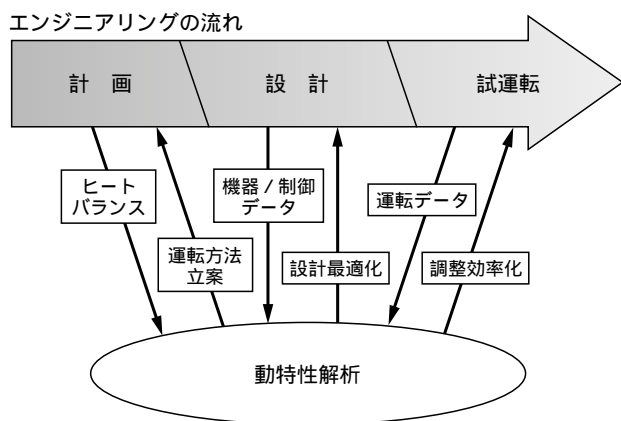 エンジニアリングの流れ
計 画
設 計
試運転
ヒート
バランス
運転方法
立案
機器/制御
データ
設計最適化
運転データ
調整効率化
動特性解析